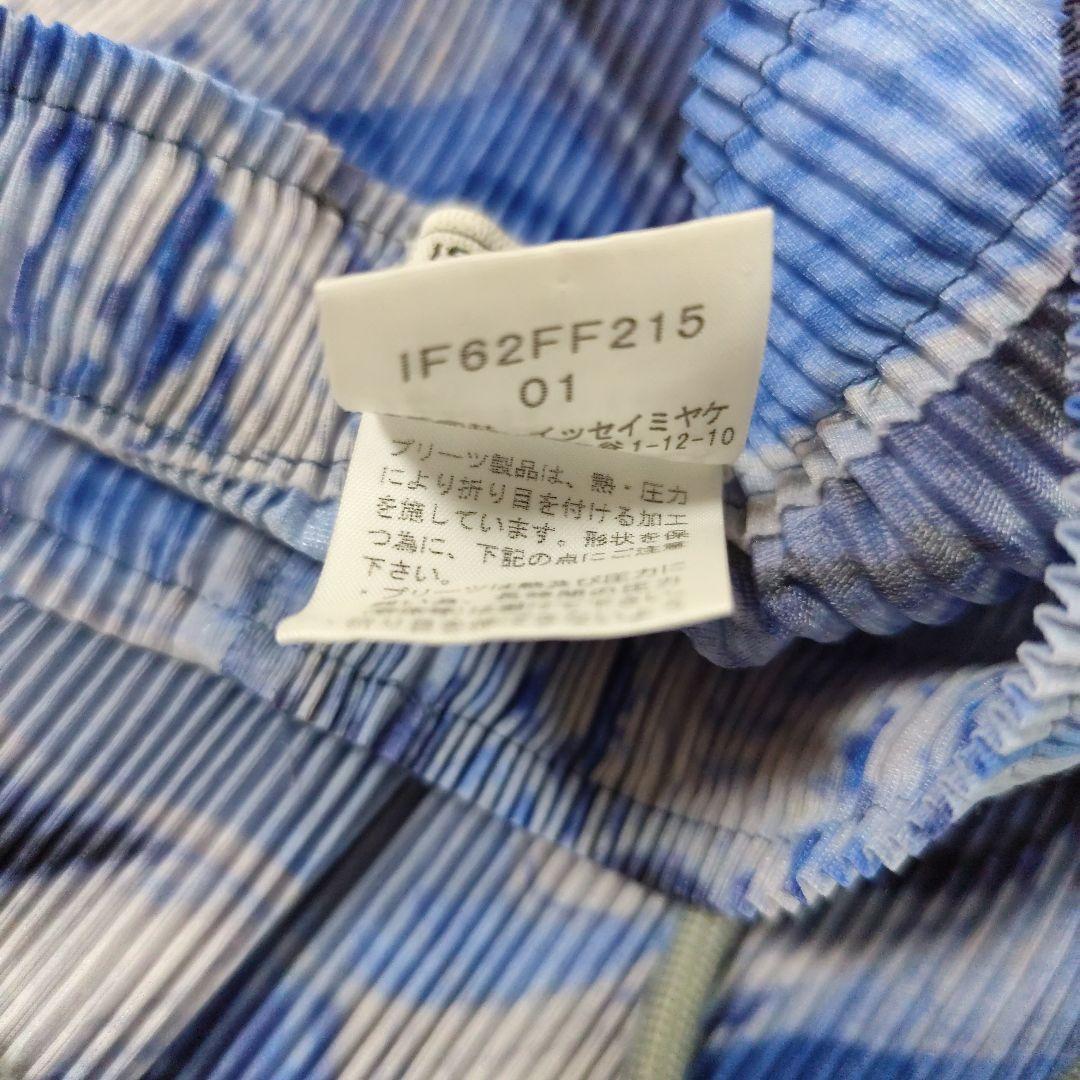 IF62FF215
01
イッセイミヤケ
1-12-10
プリーツ製品は、熱・圧力
により折り目を付ける加工
を施しています。形状を保
つ為に、下記の点にご注意
下さい。